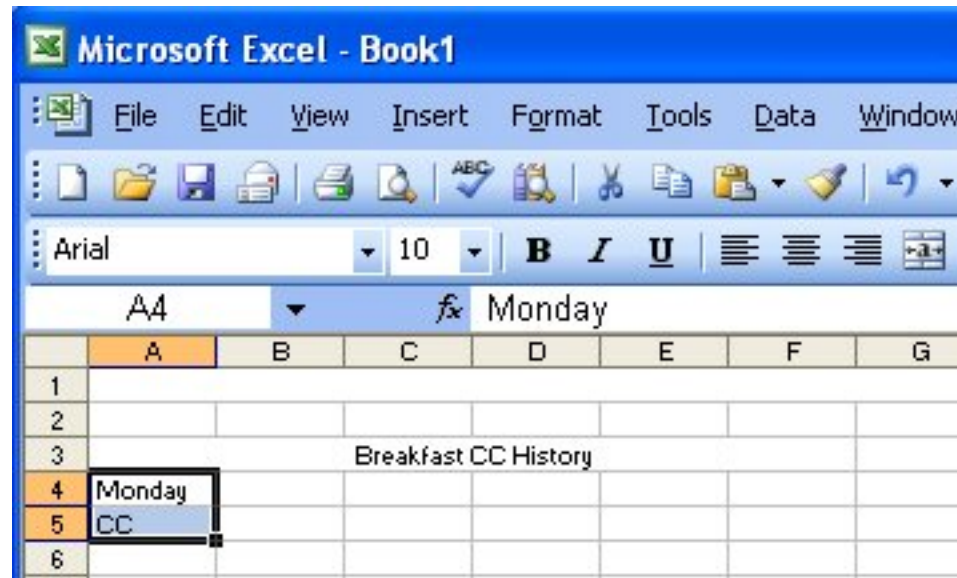 Microsoft Excel - Book1
File Edit View Insert Format Tools Data Window
ABC
Arial 10 B I U a
A4 fx Monday
A B C D E F G
1
2
3 Breakfast CC History
4 Monday
5 CC
6